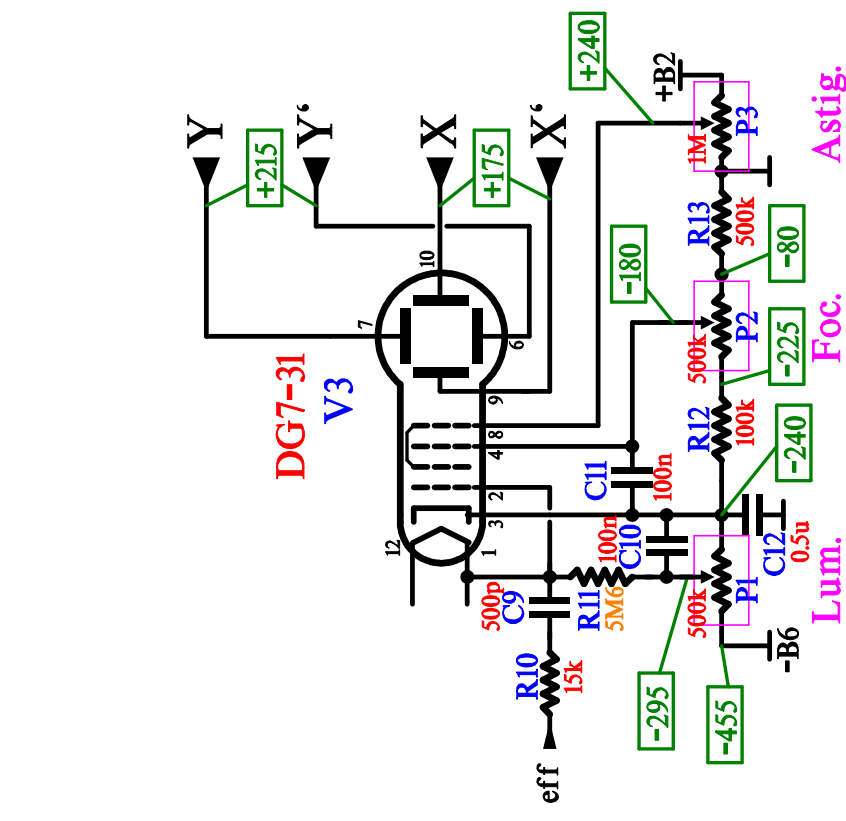 Y
+215
Y‘
X
+175
X‘
+240
+B2
1M
P3
Astig.
10
7
6
DG7-31
V3
9
8
4
2
3
12
1
R13
500k
-180
-80
500k
P2
Foc.
-225
R12
100k
-240
C11
100n
100n
C10
C12
0.5u
500p
C9
R11
5M6
500k
P1
Lum.
R10
15k
eff
-295
-455
-B6